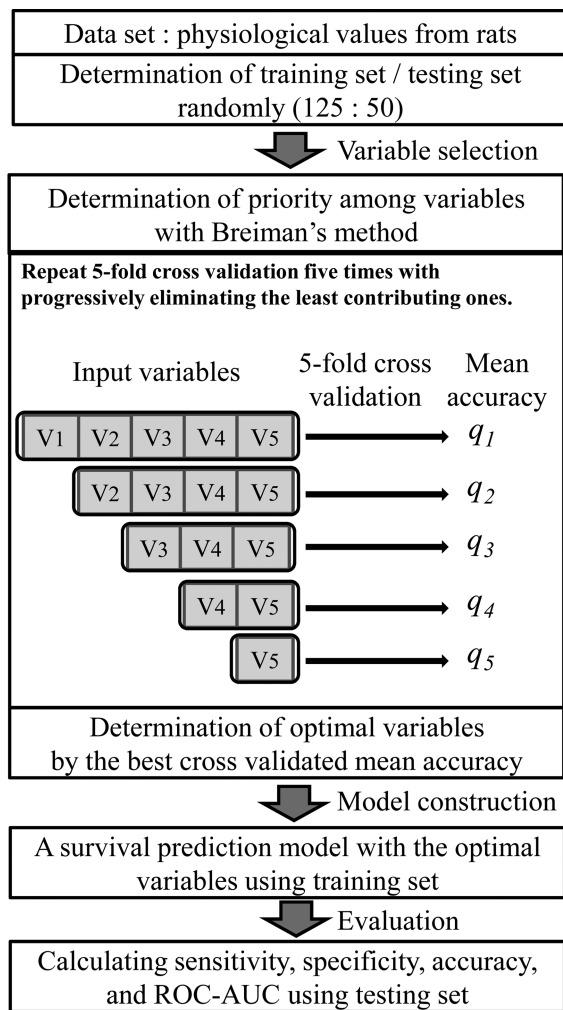 Data set : physiological values from rats
Determination of training set / testing set
randomly (125 : 50)
Variable selection
Determination of priority among variables
with Breiman's method
Repeat 5-fold cross validation five times with
progressively eliminating the least contributing ones.
Input variables
5-fold cross
validation
Mean
accuracy
V1 V2 V3 V4 V5 q1
V2 V3 V4 V5 q2
V3 V4 V5 q3
V4 V5 q4
V5 q5
Determination of optimal variables
by the best cross validated mean accuracy
Model construction
A survival prediction model with the optimal
variables using training set
Evaluation
Calculating sensitivity, specificity, accuracy,
and ROC-AUC using testing set